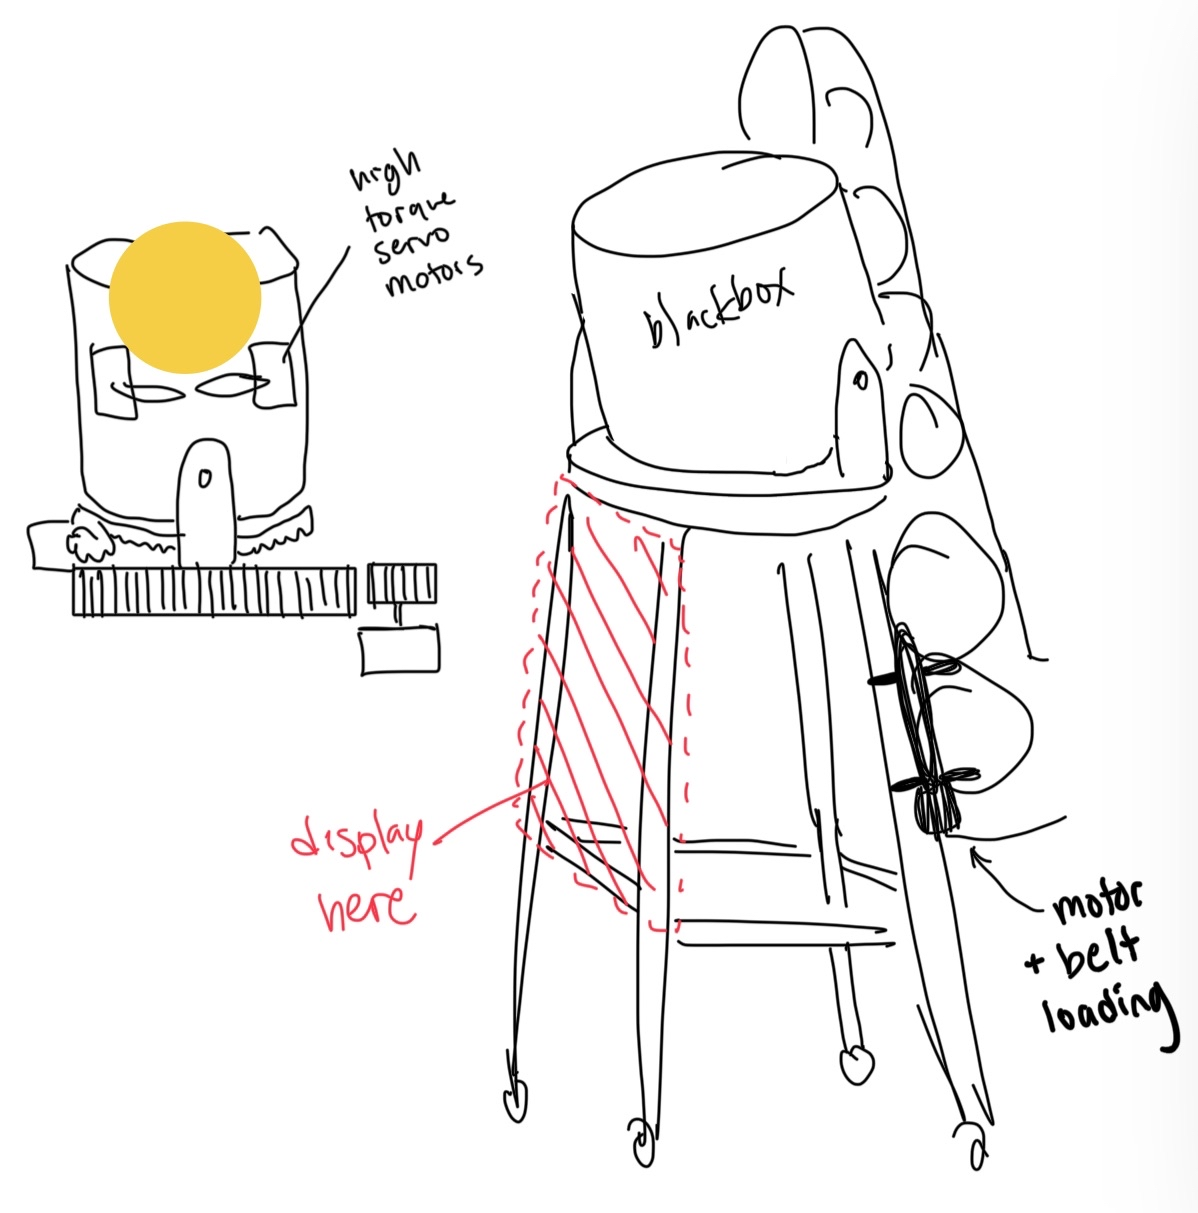 high
torque
servo
motors
blackbox
display
here
motor
+ belt
loading